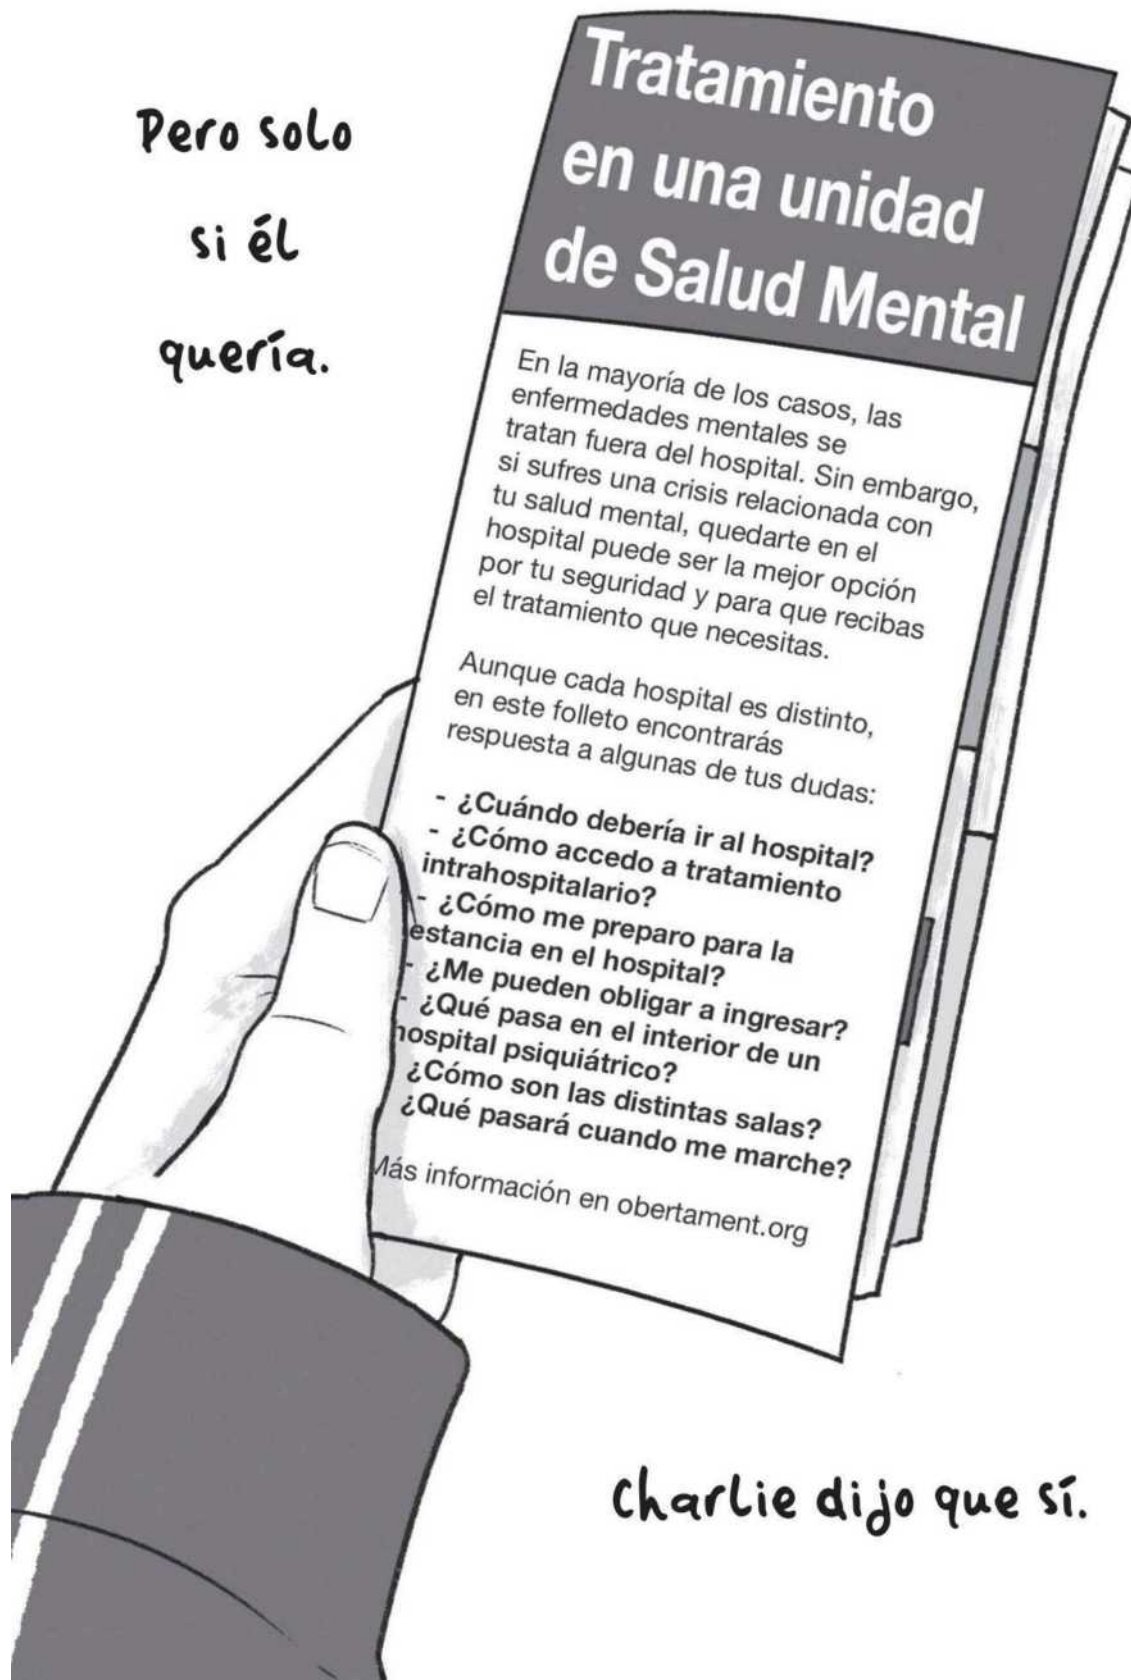 Pero solo
si él
quería.
Tratamiento
en una unidad
de Salud Mental
En la mayoría de los casos, las
enfermedades mentales se
tratan fuera del hospital. Sin embargo,
si sufres una crisis relacionada con
tu salud mental, quedarte en el
hospital puede ser la mejor opción
por tu seguridad y para que recibas
el tratamiento que necesitas.
Aunque cada hospital es distinto,
en este folleto encontrarás
respuesta a algunas de tus dudas:
- ¿Cuándo debería ir al hospital?
- ¿Cómo accedo a tratamiento
intrahospitalario?
- ¿Cómo me preparo para la
estancia en el hospital?
- ¿Me pueden obligar a ingresar?
- ¿Qué pasa en el interior de un
hospital psiquiátrico?
¿Cómo son las distintas salas?
¿Qué pasará cuando me marche?
Más información en obertament.org
Charlie dijo que sí.